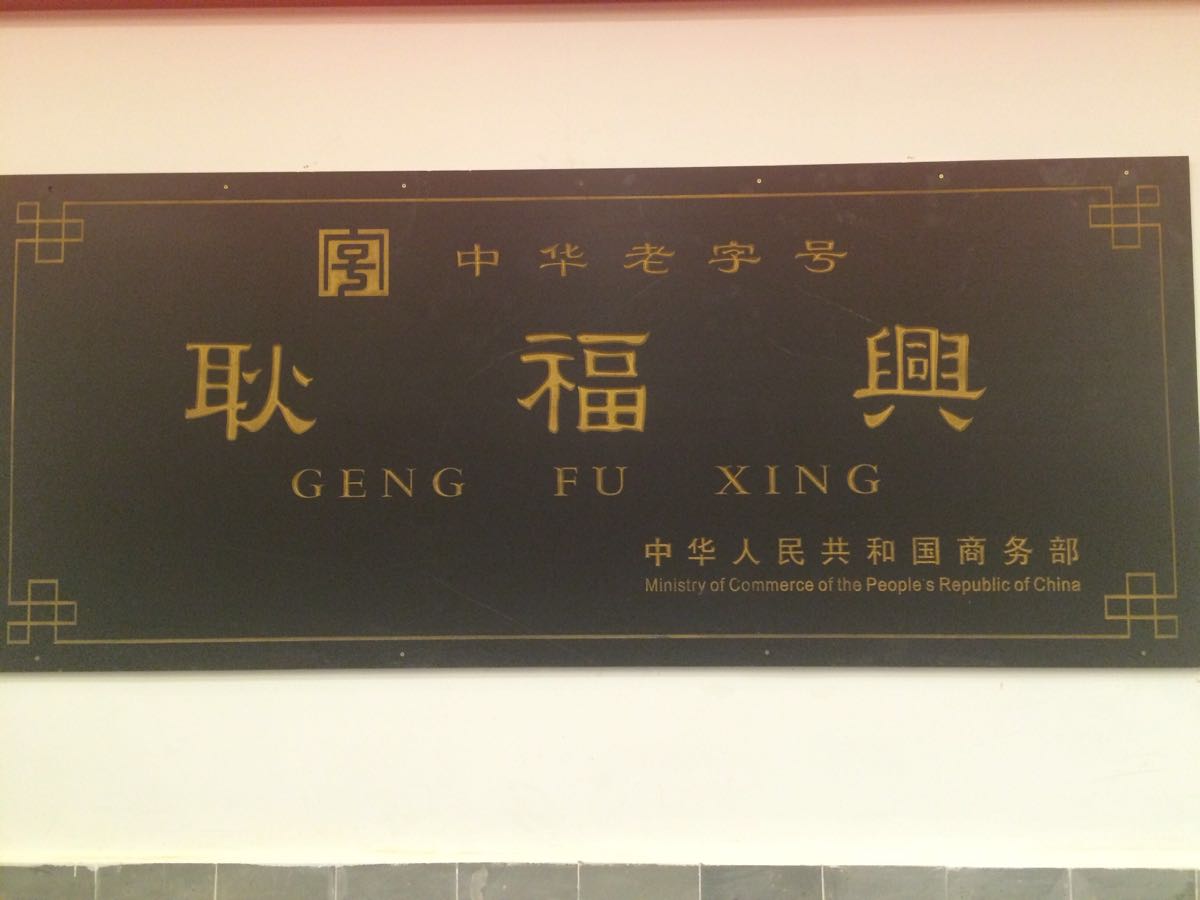 中华老字号
耿福興
GENG FU XING
中华人民共和国商务部
Ministry of Commerce of the People's Republic of China